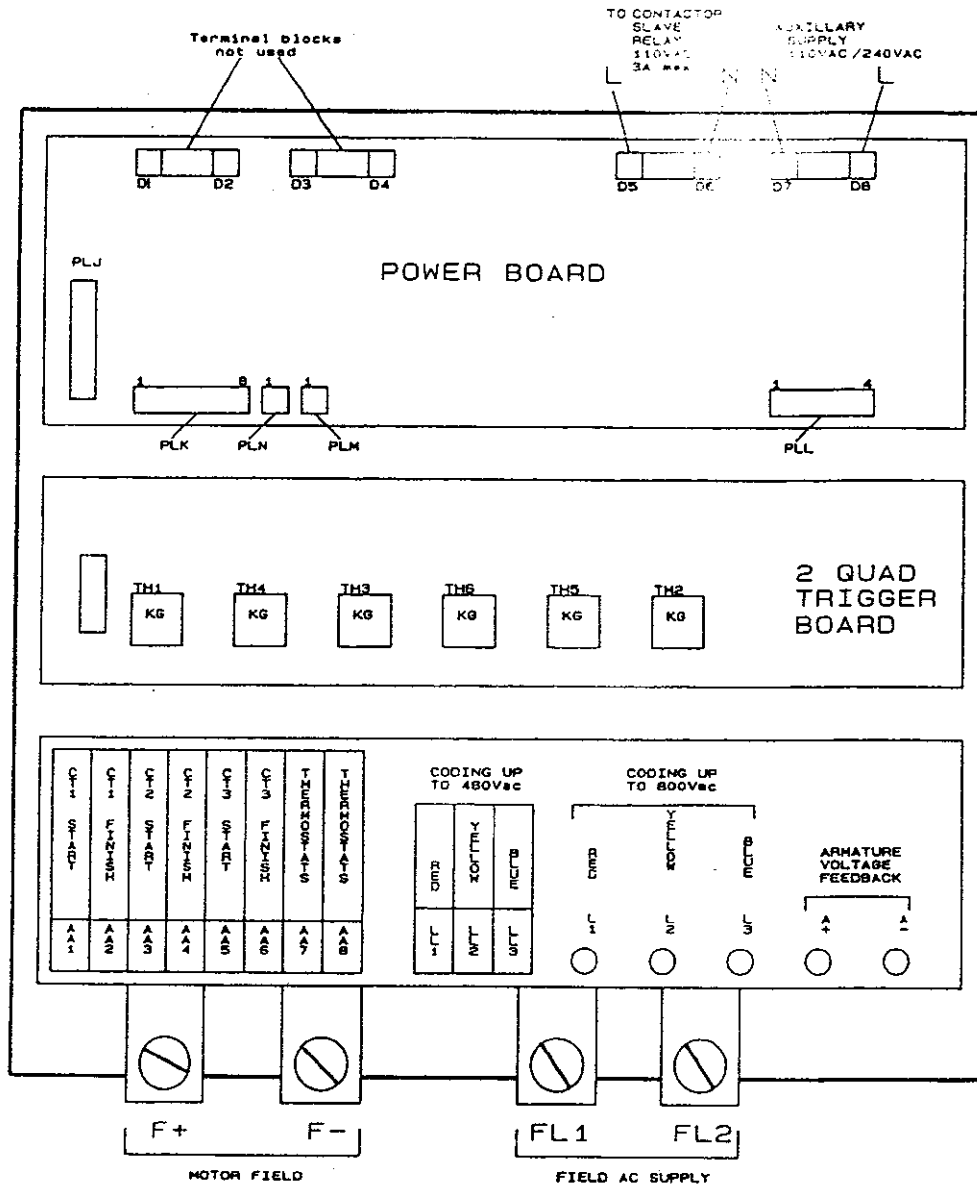 Terminal blocks
not used
TO CONTACTOR
SLAVE
RELAY
110VAC
3A max
AUXILLARY
SUPPLY
110VAC/240VAC
L
N
N
L
D1
D2
D3
D4
D5
D6
D7
D8
PLJ
POWER BOARD
1
8
1
1
1
4
PLK
PLN
PLM
PLL
TH1
TH4
TH3
TH6
TH5
TH2
KG
KG
KG
KG
KG
KG
2 QUAD
TRIGGER
BOARD
CT1 START
CT1 FINISH
CT2 START
CT2 FINISH
CT3 START
CT3 FINISH
THERMOSTATS
THERMOSTATS
AA1
AA2
AA3
AA4
AA5
AA6
AA7
AA8
CODING UP
TO 480Vac
RED
YELLOW
BLUE
LL1
LL2
LL3
CODING UP
TO 600Vac
RED
YELLOW
BLUE
L1
L2
L3
ARMATURE
VOLTAGE
FEEDBACK
A+
A-
F+
F-
FL1
FL2
MOTOR FIELD
FIELD AC SUPPLY